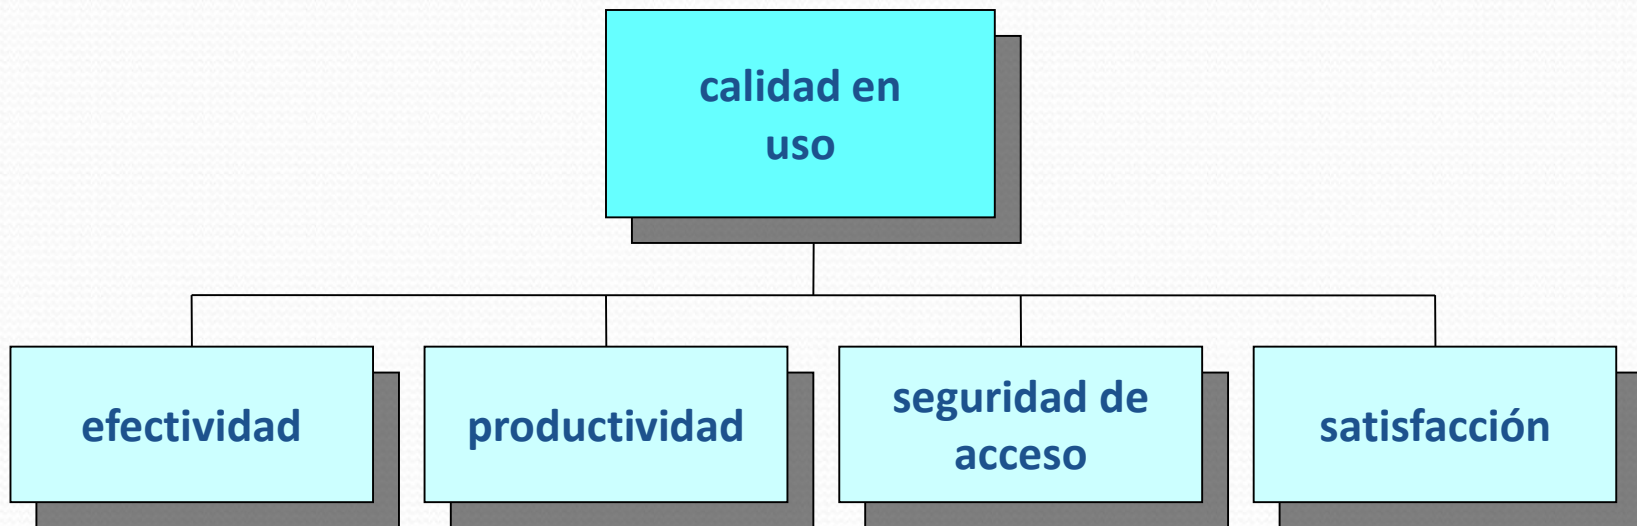 calidad en
uso
efectividad
productividad
seguridad de
acceso
satisfacción